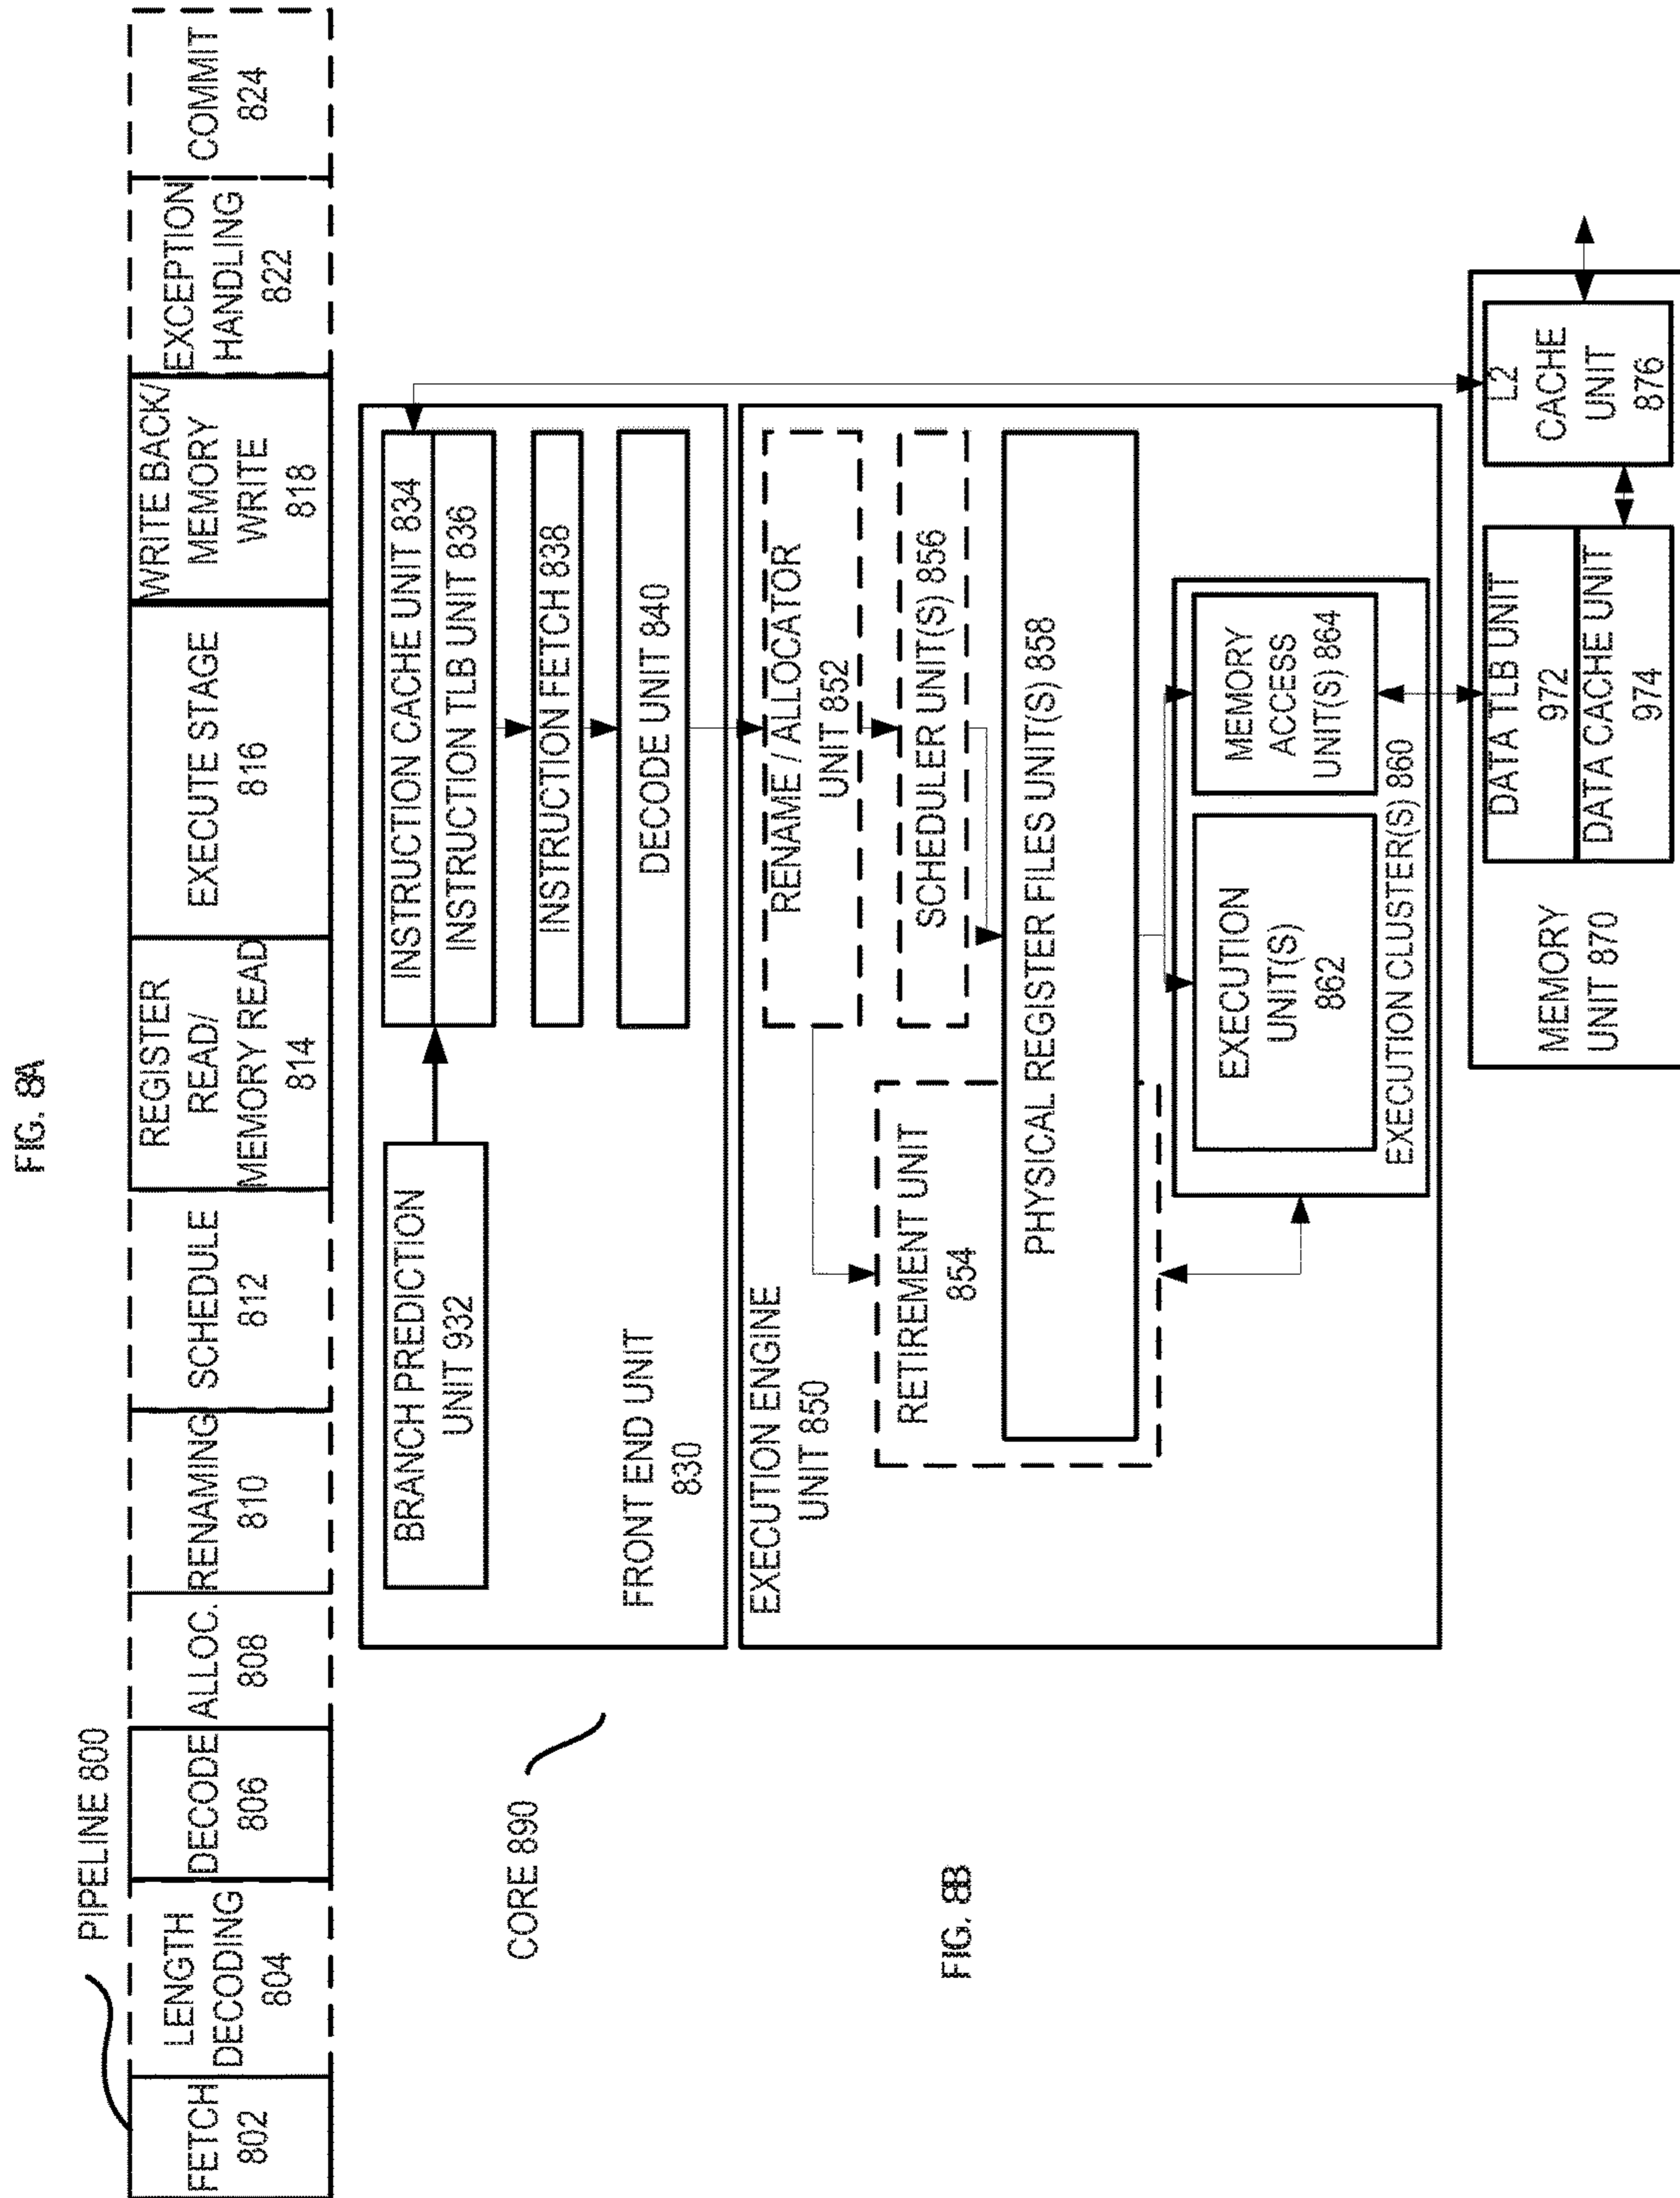 FIG. 8A
PIPELINE 800
FETCH
802
LENGTH
DECODING
804
DECODE
806
ALLOC.
808
RENAMING
810
SCHEDULE
812
REGISTER
READ/
MEMORY READ
814
EXECUTE STAGE
816
WRITE BACK/
MEMORY
WRITE
818
EXCEPTION
HANDLING
822
COMMIT
824
CORE 890
BRANCH PREDICTION
UNIT 932
INSTRUCTION CACHE UNIT 834
INSTRUCTION TLB UNIT 836
INSTRUCTION FETCH 838
DECODE UNIT 840
FRONT END UNIT
830
EXECUTION ENGINE
UNIT 850
RENAME / ALLOCATOR
UNIT 852
SCHEDULER UNIT(S) 856
RETIREMENT UNIT
854
PHYSICAL REGISTER FILES UNIT(S) 858
EXECUTION
UNIT(S)
862
MEMORY
ACCESS
UNIT(S) 864
EXECUTION CLUSTER(S) 860
MEMORY
UNIT 870
DATA TLB UNIT
972
DATA CACHE UNIT
974
L2
CACHE
UNIT
876
FIG. 8B